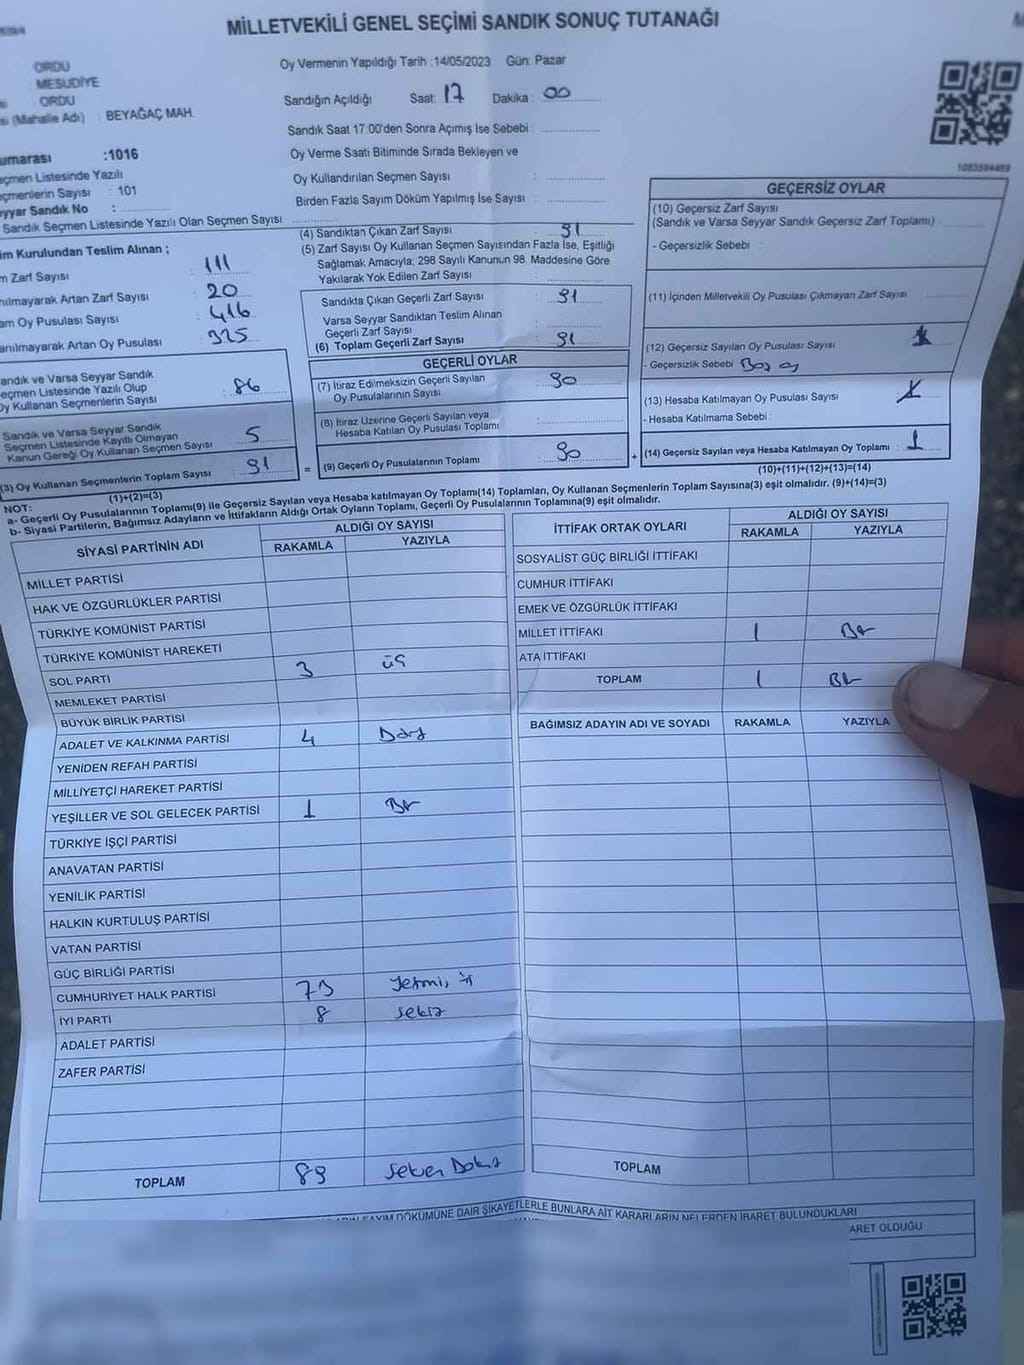 MİLLETVEKİLİ GENEL SEÇİMİ SANDIK SONUÇ TUTANAĞI
ORDU
MESUDİYE
ORDU
(Mahalle Adı) : BEYAĞAÇ MAH.
umarası :1016
eçmen Listesinde Yazılı
eçmenlerin Sayısı : 101
eyyar Sandık No :
Sandık Seçmen Listesinde Yazılı Olan Seçmen Sayısı
Oy Vermenin Yapıldığı Tarih :14/05/2023 Gün: Pazar
Sandığın Açıldığı Saat: 17 Dakika : 00
Sandık Saat 17:00'den Sonra Açımış İse Sebebi :
Oy Verme Saati Bitiminde Sırada Bekleyen ve
Oy Kullandırılan Seçmen Sayısı :
Birden Fazla Sayım Döküm Yapılmış İse Sayısı :
im Kurulundan Teslim Alınan ;
m Zarf Sayısı : 111
nılmayarak Artan Zarf Sayısı : 20
am Oy Pusulası Sayısı : 416
anılmayarak Artan Oy Pusulası : 325
andık ve Varsa Seyyar Sandık
eçmen Listesinde Yazılı Olup
Oy Kullanan Seçmenlerin Sayısı : 86
Sandık ve Varsa Seyyar Sandık
Seçmen Listesinde Kayıtlı Olmayan
Kanun Gereği Oy Kullanan Seçmen Sayısı : 5
(3) Oy Kullanan Seçmenlerin Toplam Sayısı : 91
(1)+(2)=(3)
(4) Sandıktan Çıkan Zarf Sayısı : 91
(5) Zarf Sayısı Oy Kullanan Seçmen Sayısından Fazla İse, Eşitliği
Sağlamak Amacıyla; 298 Sayılı Kanunun 98. Maddesine Göre
Yakılarak Yok Edilen Zarf Sayısı :
Sandıkta Çıkan Geçerli Zarf Sayısı : 91
Varsa Seyyar Sandıktan Teslim Alınan
Geçerli Zarf Sayısı :
(6) Toplam Geçerli Zarf Sayısı : 91
GEÇERLİ OYLAR
(7) İtiraz Edilmeksizin Geçerli Sayılan
Oy Pusulalarının Sayısı : 90
(8) İtiraz Üzerine Geçerli Sayılan veya
Hesaba Katılan Oy Pusulası Toplamı :
= (9) Geçerli Oy Pusulalarının Toplamı : 90 +
1083594489
GEÇERSİZ OYLAR
(10) Geçersiz Zarf Sayısı
(Sandık ve Varsa Seyyar Sandık Geçersiz Zarf Toplamı)
- Geçersizlik Sebebi :
(11) İçinden Milletvekili Oy Pusulası Çıkmayan Zarf Sayısı
(12) Geçersiz Sayılan Oy Pusulası Sayısı : 1
- Geçersizlik Sebebi Boş oy
(13) Hesaba Katılmayan Oy Pusulası Sayısı :
- Hesaba Katılmama Sebebi :
(14) Geçersiz Sayılan veya Hesaba Katılmayan Oy Toplamı : 1
(10)+(11)+(12)+(13)=(14)
NOT:
a- Geçerli Oy Pusulalarının Toplamı(9) ile Geçersiz Sayılan veya Hesaba katılmayan Oy Toplamı(14) Toplamları, Oy Kullanan Seçmenlerin Toplam Sayısına(3) eşit olmalıdır. (9)+(14)=(3)
b- Siyasi Partilerin, Bağımsız Adayların ve İttifakların Aldığı Ortak Oyların Toplamı, Geçerli Oy Pusulalarının Toplamına(9) eşit olmalıdır.
SİYASİ PARTİNİN ADI ALDIĞI OY SAYISI
RAKAMLA YAZIYLA
MİLLET PARTİSİ
HAK VE ÖZGÜRLÜKLER PARTİSİ
TÜRKİYE KOMÜNİST PARTİSİ
TÜRKİYE KOMÜNİST HAREKETİ
SOL PARTİ 3 üç
MEMLEKET PARTİSİ
BÜYÜK BİRLİK PARTİSİ
ADALET VE KALKINMA PARTİSİ 4 Dört
YENİDEN REFAH PARTİSİ
MİLLİYETÇİ HAREKET PARTİSİ
YEŞİLLER VE SOL GELECEK PARTİSİ 1 Bir
TÜRKİYE İŞÇİ PARTİSİ
ANAVATAN PARTİSİ
YENİLİK PARTİSİ
HALKIN KURTULUŞ PARTİSİ
VATAN PARTİSİ
GÜÇ BİRLİĞİ PARTİSİ
CUMHURİYET HALK PARTİSİ 73 Yetmiş üç
İYİ PARTİ 8 sekiz
ADALET PARTİSİ
ZAFER PARTİSİ
TOPLAM 89 Seksen Dokuz
İTTİFAK ORTAK OYLARI ALDIĞI OY SAYISI
RAKAMLA YAZIYLA
SOSYALİST GÜÇ BİRLİĞİ İTTİFAKI
CUMHUR İTTİFAKI
EMEK VE ÖZGÜRLÜK İTTİFAKI
MİLLET İTTİFAKI 1 Bir
ATA İTTİFAKI
TOPLAM 1 Bir
BAĞIMSIZ ADAYIN ADI VE SOYADI RAKAMLA YAZIYLA
TOPLAM
SAYIM DÖKÜMÜNE DAİR ŞİKAYETLERLE BUNLARA AİT KARARLARIN NELERDEN İBARET BULUNDUKLARI
ARET OLDUĞU